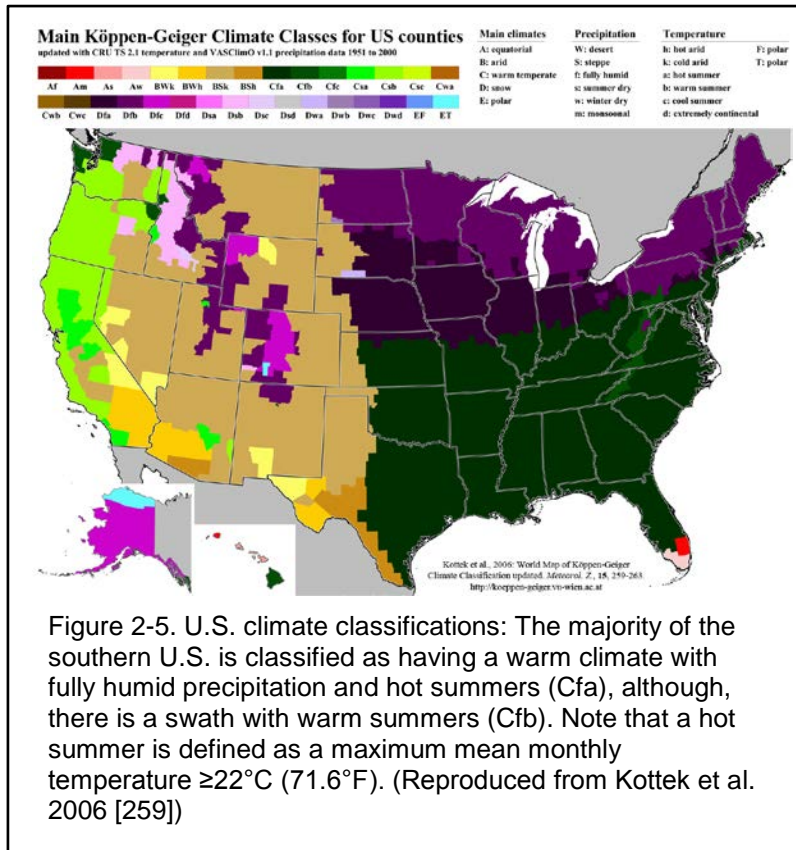 Main Köppen-Geiger Climate Classes for US counties
updated with CRU TS 2.1 temperature and VASClimO v1.1 precipitation data 1951 to 2000
Main climates
A: equatorial
B: arid
C: warm temperate
D: snow
E: polar
Precipitation
W: desert
S: steppe
f: fully humid
s: summer dry
w: winter dry
m: monsoonal
Temperature
h: hot arid F: polar
k: cold arid T: polar
a: hot summer
b: warm summer
c: cool summer
d: extremely continental
Af Am As Aw BWk BWh BSk BSh Cfa Cfb Cfc Csa Csb Csc Cwa
Cwb Cwc Dfa Dfb Dfc Dfd Dsa Dsb Dsc Dsd Dwa Dwb Dwc Dwd EF ET
Kottek et al., 2006: World Map of Köppen-Geiger
Climate Classification updated. Meteorol. Z., 15, 259-263.
http://koeppen-geiger.vu-wien.ac.at
Figure 2-5. U.S. climate classifications: The majority of the
southern U.S. is classified as having a warm climate with
fully humid precipitation and hot summers (Cfa), although,
there is a swath with warm summers (Cfb). Note that a hot
summer is defined as a maximum mean monthly
temperature ≥22°C (71.6°F). (Reproduced from Kottek et al.
2006 [259])